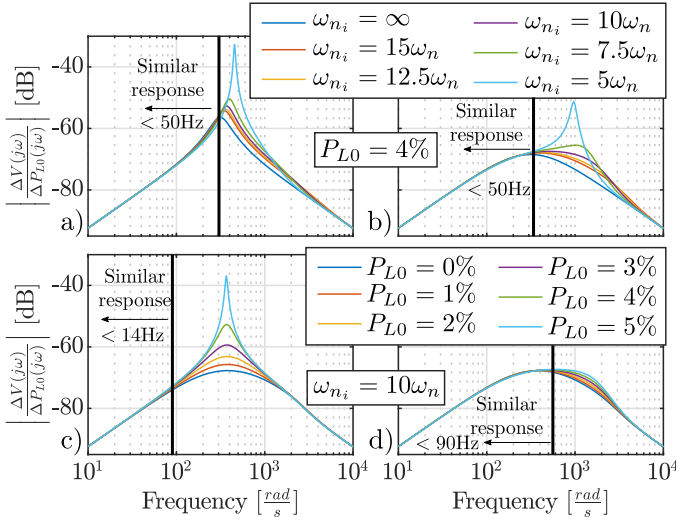 ω_{n_i} = ∞
ω_{n_i} = 15ω_n
ω_{n_i} = 12.5ω_n
ω_{n_i} = 10ω_n
ω_{n_i} = 7.5ω_n
ω_{n_i} = 5ω_n
|ΔV(jω)/ΔP_{L0}(jω)| [dB]
-40
-60
-80
Similar
response
< 50Hz
a)
P_{L0} = 4%
Similar
response
< 50Hz
b)
P_{L0} = 0%
P_{L0} = 1%
P_{L0} = 2%
P_{L0} = 3%
P_{L0} = 4%
P_{L0} = 5%
|ΔV(jω)/ΔP_{L0}(jω)| [dB]
-40
-60
-80
Similar
response
< 14Hz
c)
ω_{n_i} = 10ω_n
Similar
response
< 90Hz
d)
10^1 10^2 10^3 10^4
10^1 10^2 10^3 10^4
Frequency [rad/s]
Frequency [rad/s]